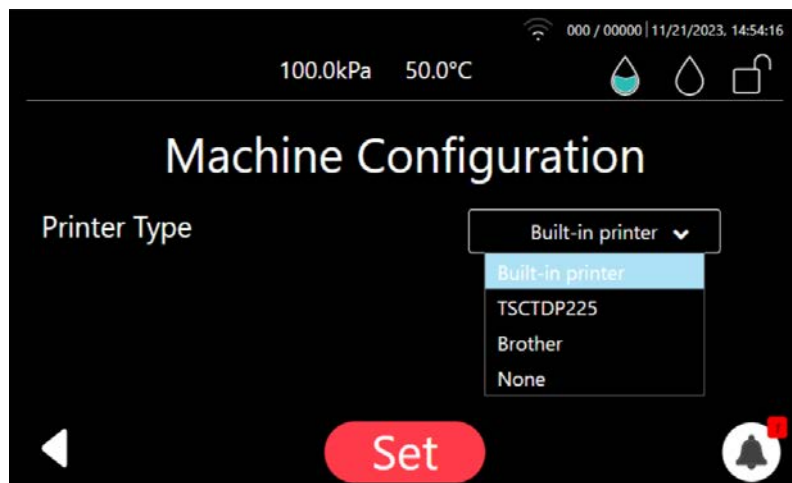 000 / 00000 | 11/21/2023, 14:54:16
100.0kPa 50.0°C
Machine Configuration
Printer Type
Built-in printer
Built-in printer
TSCTDP225
Brother
None
Set